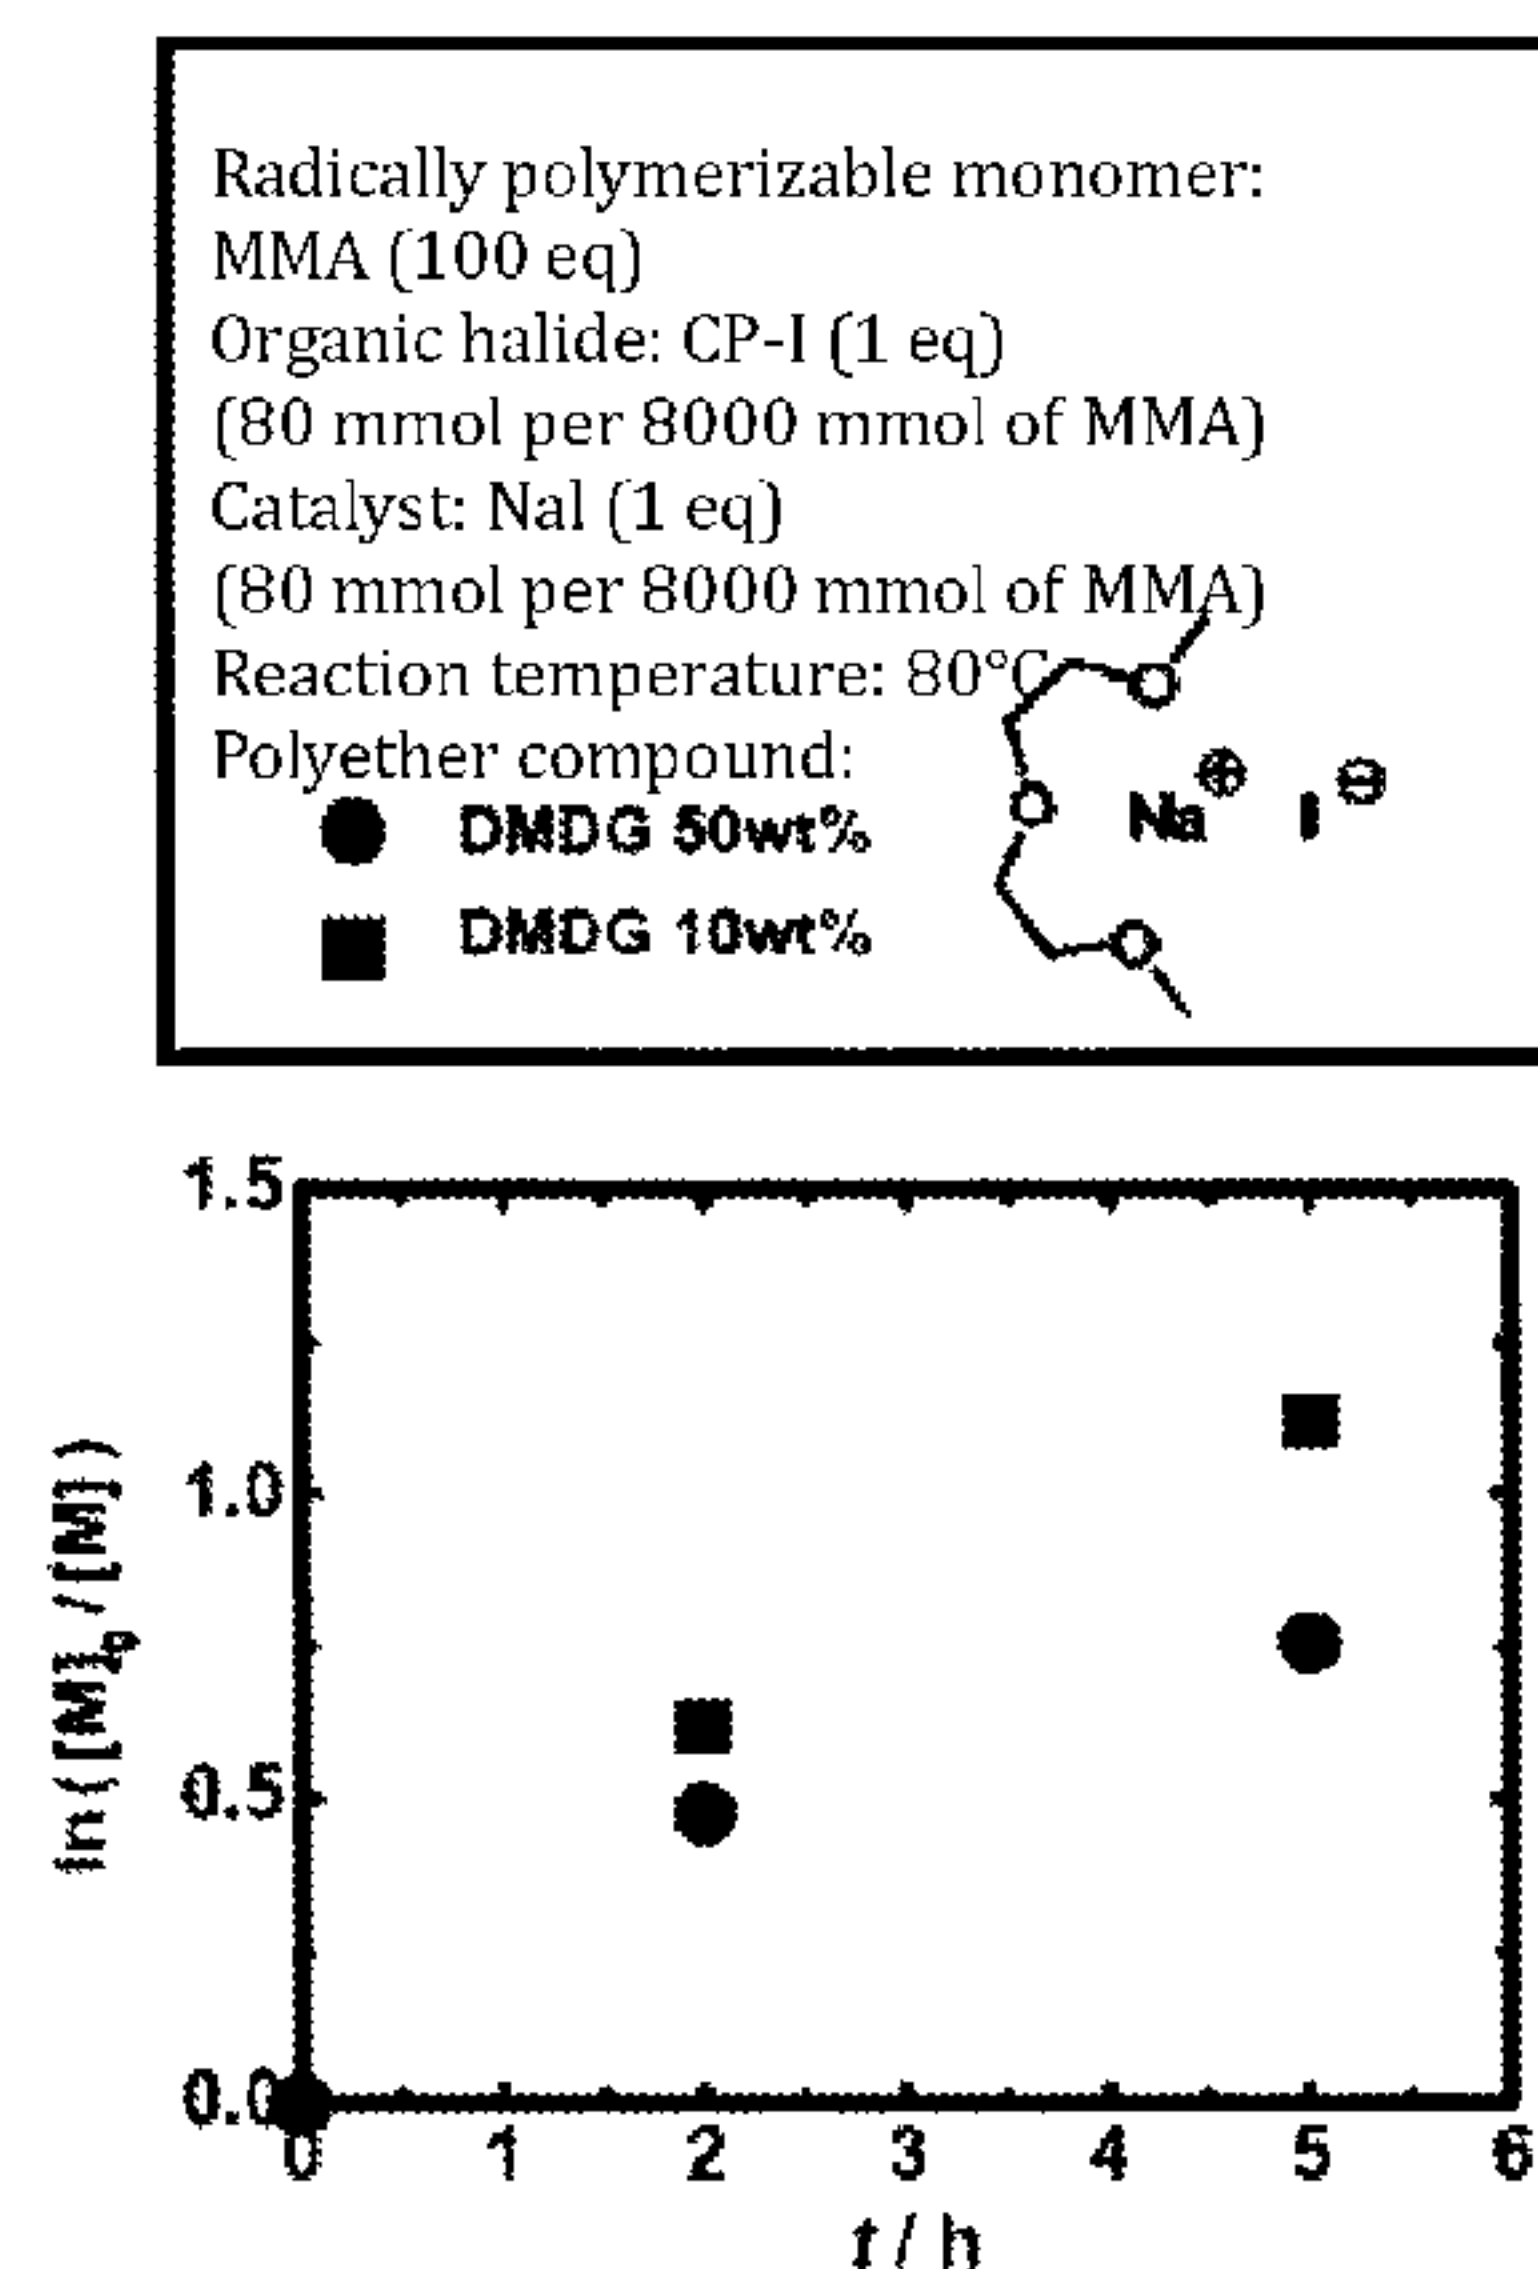 Radically polymerizable monomer:
MMA (100 eq)
Organic halide: CP-I (1 eq)
(80 mmol per 8000 mmol of MMA)
Catalyst: NaI (1 eq)
(80 mmol per 8000 mmol of MMA)
Reaction temperature: 80°C
Polyether compound:
DMDG 50wt%
DMDG 10wt%
O
O
Na ⊕ I ⊖
O
1.5
1.0
0.5
0.0
ln([M]0/[M])
0 1 2 3 4 5 6
t / h